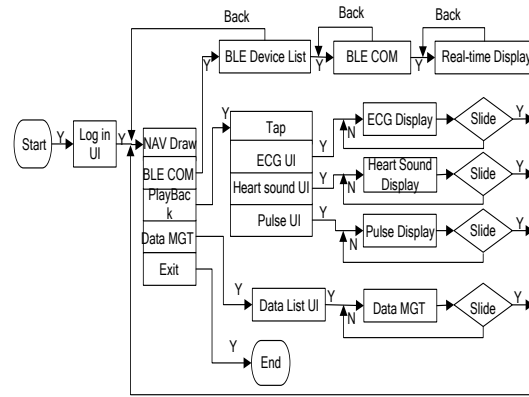 Back
Back
Back
BLE Device List
Y
BLE COM
Y
Real-time Display
Y
Start
Y
Log in
UI
Y
NAV Draw
BLE COM
PlayBac
k
Data MGT
Exit
Y
Tap
ECG UI
Heart sound UI
Pulse UI
Y
N
ECG Display
Slide
Y
Y
N
Heart Sound
Display
Slide
Y
Y
N
Pulse Display
Slide
Y
Y
Data List UI
Y
N
Data MGT
Slide
Y
Y
End